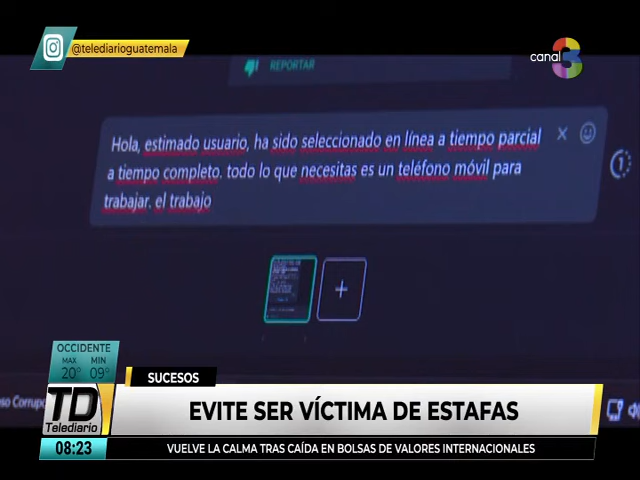 @telediarioguatemala
canal 3
REPORTAR
Hola, estimado usuario, ha sido seleccionado en línea a tiempo parcial
a tiempo completo. todo lo que necesitas es un teléfono móvil para
trabajar. el trabajo
1
+
OCCIDENTE
MAX MIN
20° 09°
SUCESOS
TD
Telediario
EVITE SER VÍCTIMA DE ESTAFAS
08:23
VUELVE LA CALMA TRAS CAÍDA EN BOLSAS DE VALORES INTERNACIONALES